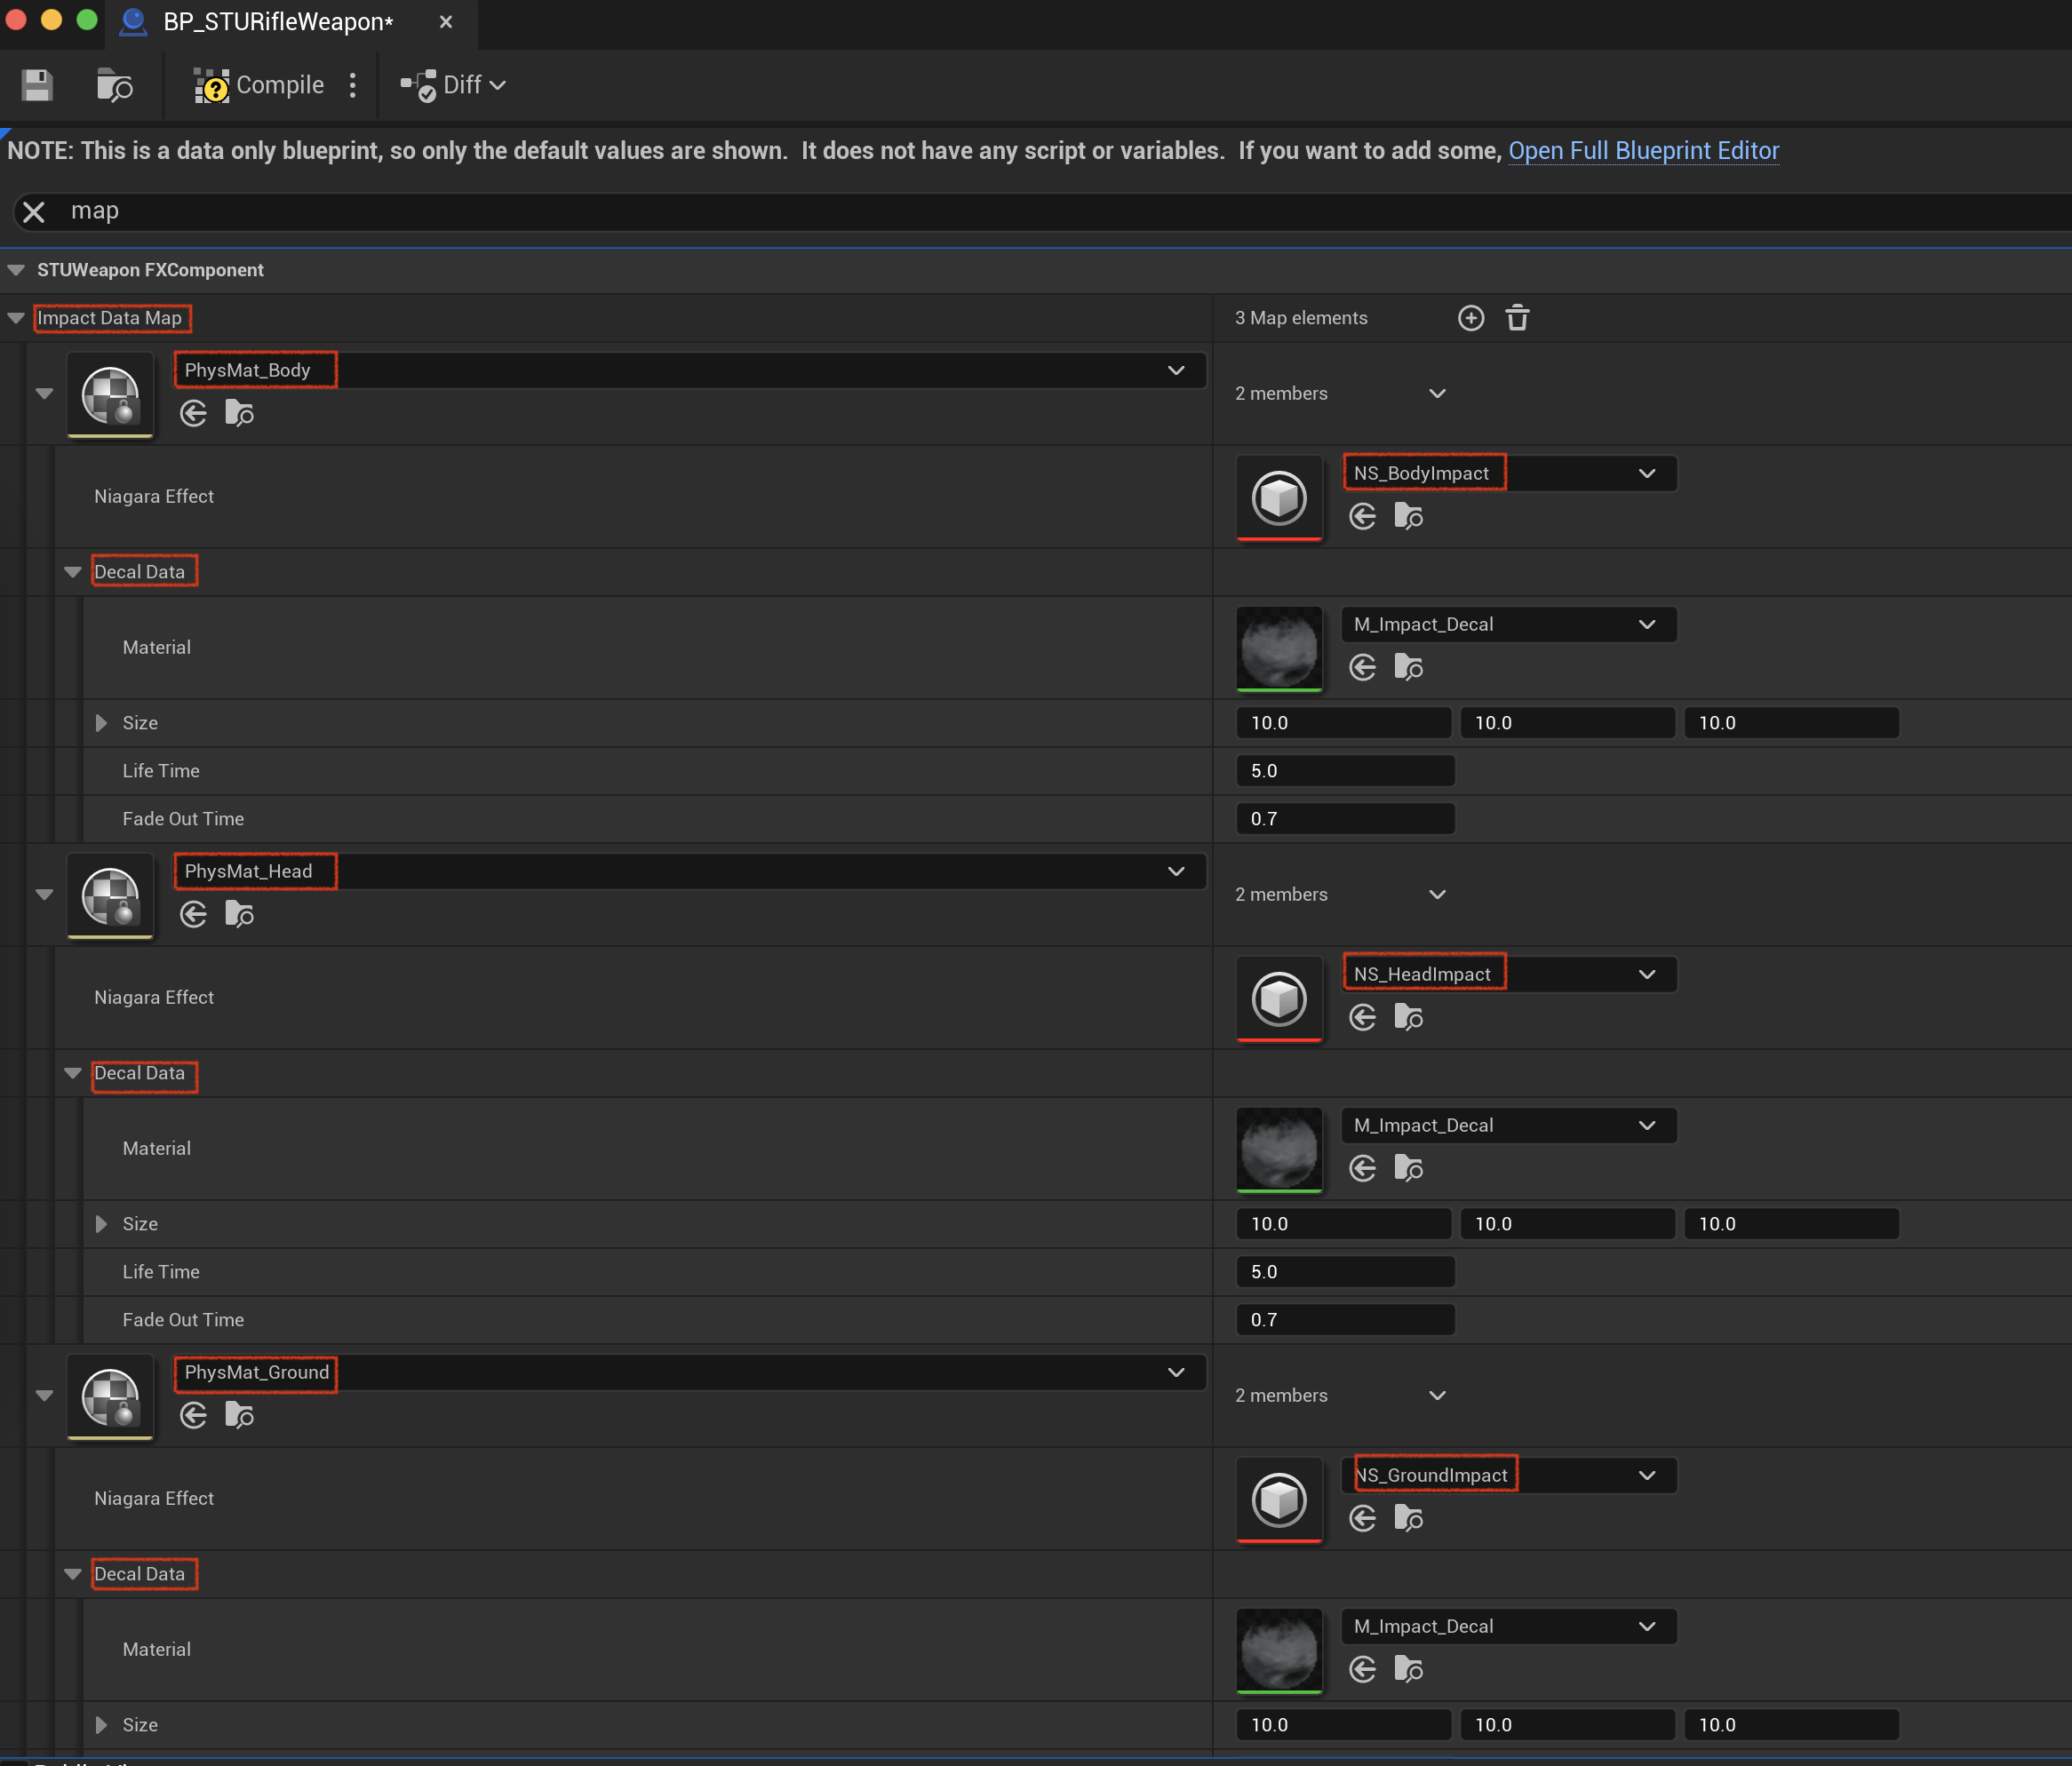 BP_STURifleWeapon*
Compile
Diff
NOTE: This is a data only blueprint, so only the default values are shown. It does not have any script or variables. If you want to add some, Open Full Blueprint Editor
map
STUWeapon FXComponent
Impact Data Map
3 Map elements
PhysMat_Body
2 members
Niagara Effect
NS_BodyImpact
Decal Data
Material
M_Impact_Decal
Size
10.0 10.0 10.0
Life Time
5.0
Fade Out Time
0.7
PhysMat_Head
2 members
Niagara Effect
NS_HeadImpact
Decal Data
Material
M_Impact_Decal
Size
10.0 10.0 10.0
Life Time
5.0
Fade Out Time
0.7
PhysMat_Ground
2 members
Niagara Effect
NS_GroundImpact
Decal Data
Material
M_Impact_Decal
Size
10.0 10.0 10.0